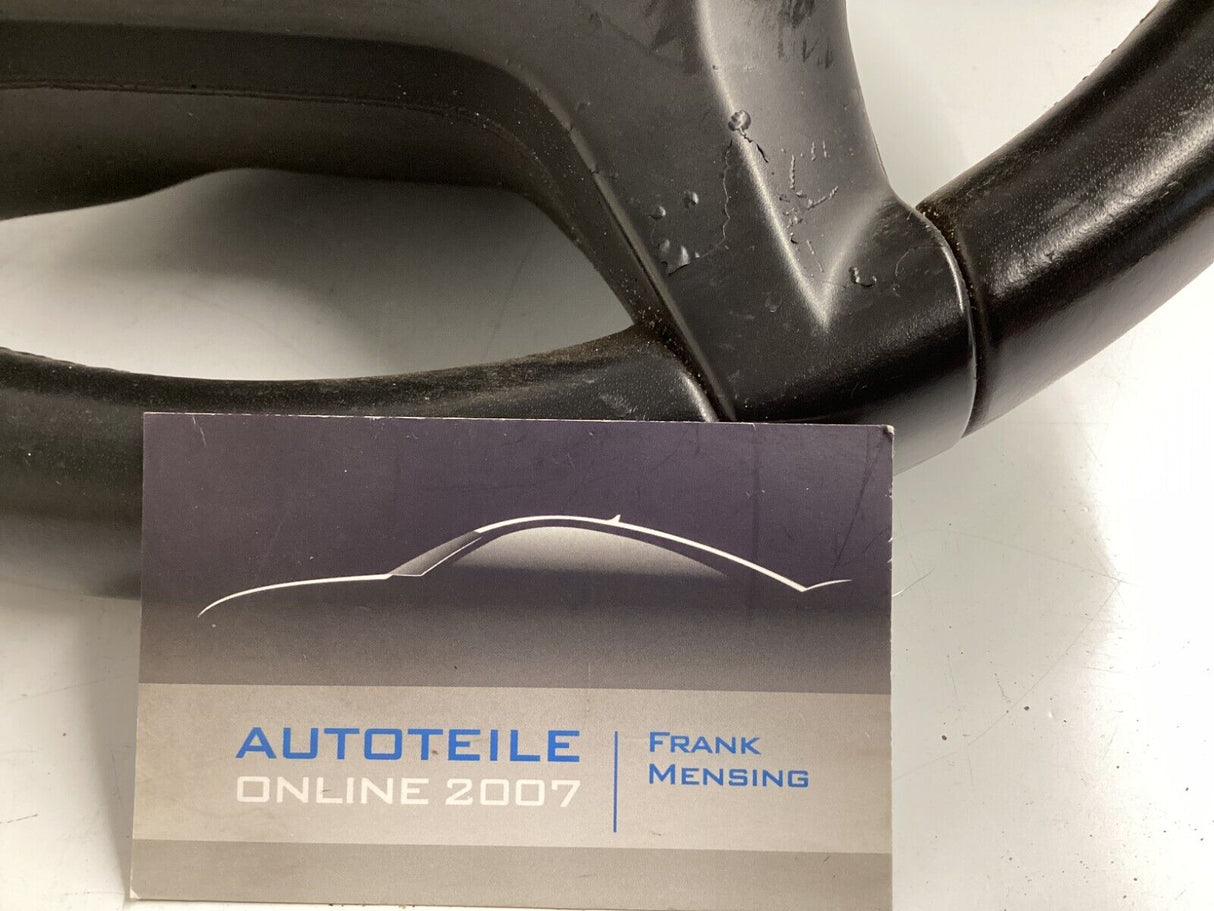 AUTOTEILE
ONLINE 2007
FRANK
MENSING